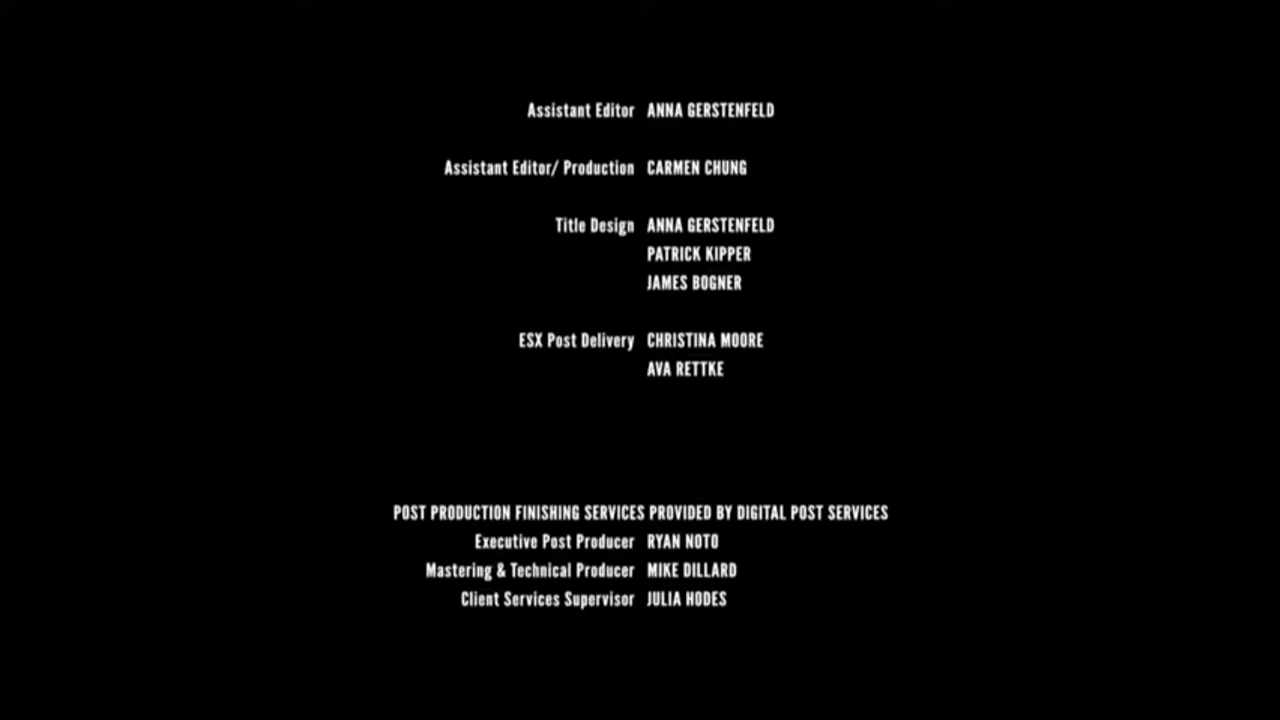 Assistant Editor ANNA GERSTENFELD
Assistant Editor/ Production CARMEN CHUNG
Title Design ANNA GERSTENFELD
PATRICK KIPPER
JAMES BOGNER
ESX Post Delivery CHRISTINA MOORE
AVA RETTKE
POST PRODUCTION FINISHING SERVICES PROVIDED BY DIGITAL POST SERVICES
Executive Post Producer RYAN NOTO
Mastering & Technical Producer MIKE DILLARD
Client Services Supervisor JULIA HODES